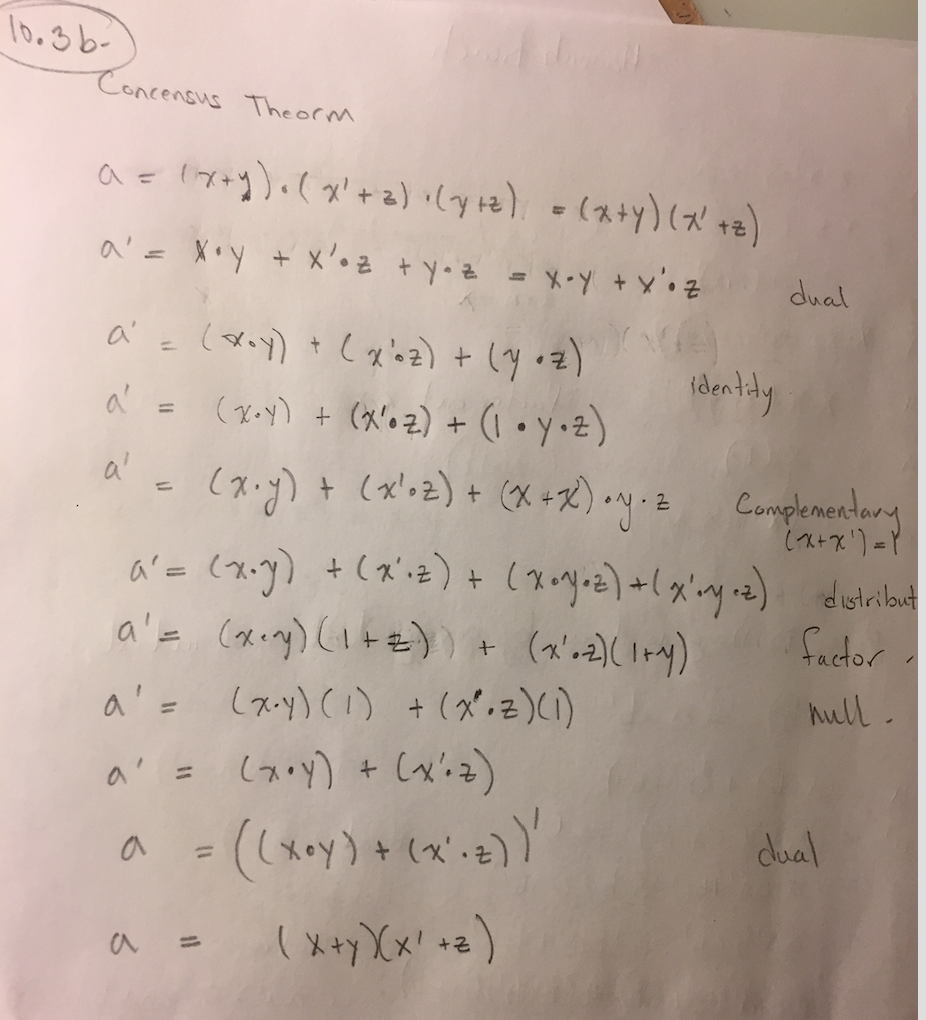 10.3b-
Concensus Theorm
a = (x+y)·(x'+z)·(y+z) = (x+y)(x'+z)
a' = x·y + x'·z + y·z = x·y + x'·z dual
a' = (x·y) + (x'·z) + (y·z)
identity
a' = (x·y) + (x'·z) + (1·y·z)
a' = (x·y) + (x'·z) + (x+x')·y·z Complementary
(x+x')=1
a' = (x·y) + (x'·z) + (x·y·z)+(x'·y·z) distribut
a' = (x·y)(1+z) + (x'·z)(1+y) factor.
a' = (x·y)(1) + (x'·z)(1) null.
a' = (x·y) + (x'·z)
a = ((x·y) + (x'·z))' dual
a = (x+y)(x'+z)